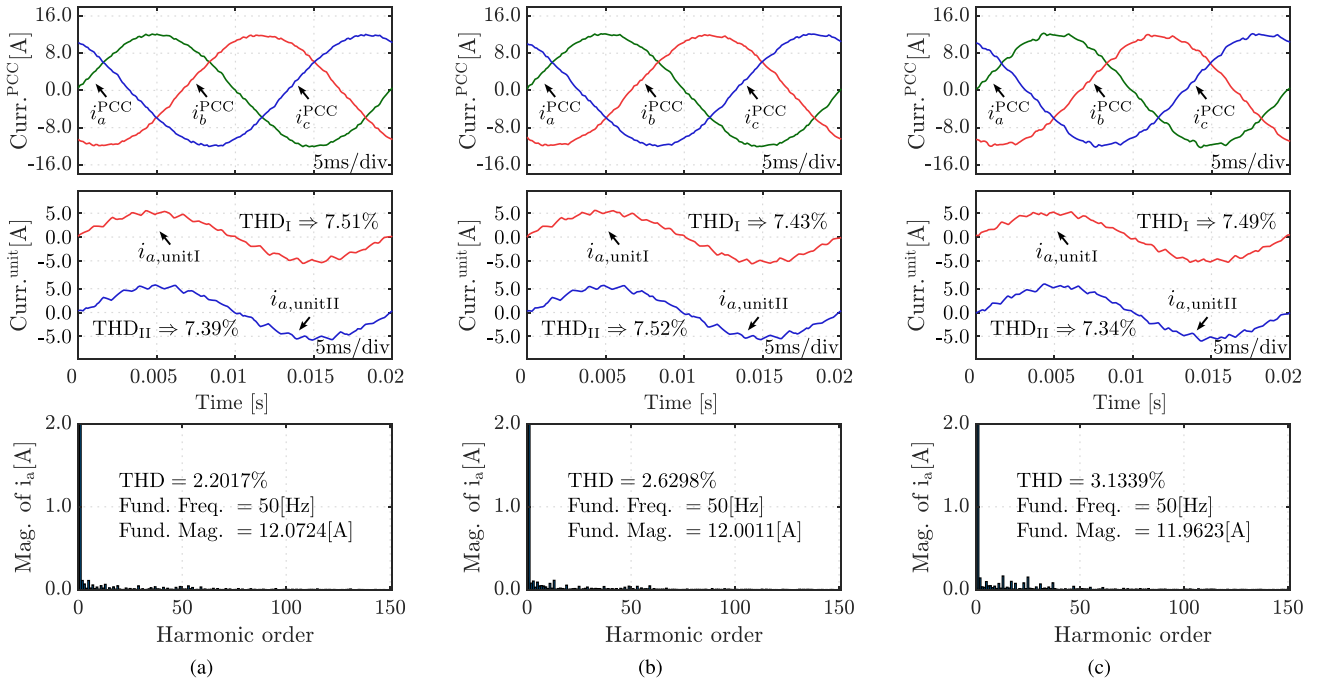 Curr.^PCC[A]
16.0
8.0
0.0
-8.0
-16.0
i_a^PCC
i_b^PCC
i_c^PCC
5ms/div
Curr.^unit[A]
5.0
0.0
-5.0
5.0
0.0
-5.0
THD_I ⇒ 7.51%
i_a,unitI
i_a,unitII
THD_II ⇒ 7.39%
5ms/div
0 0.005 0.01 0.015 0.02
Time [s]
Mag. of i_a[A]
2.0
1.0
0.0
THD = 2.2017%
Fund. Freq. = 50[Hz]
Fund. Mag. = 12.0724[A]
0 50 100 150
Harmonic order
(a)
Curr.^PCC[A]
16.0
8.0
0.0
-8.0
-16.0
i_a^PCC
i_b^PCC
i_c^PCC
5ms/div
Curr.^unit[A]
5.0
0.0
-5.0
5.0
0.0
-5.0
THD_I ⇒ 7.43%
i_a,unitI
i_a,unitII
THD_II ⇒ 7.52%
5ms/div
0 0.005 0.01 0.015 0.02
Time [s]
Mag. of i_a[A]
2.0
1.0
0.0
THD = 2.6298%
Fund. Freq. = 50[Hz]
Fund. Mag. = 12.0011[A]
0 50 100 150
Harmonic order
(b)
Curr.^PCC[A]
16.0
8.0
0.0
-8.0
-16.0
i_a^PCC
i_b^PCC
i_c^PCC
5ms/div
Curr.^unit[A]
5.0
0.0
-5.0
5.0
0.0
-5.0
THD_I ⇒ 7.49%
i_a,unitI
i_a,unitII
THD_II ⇒ 7.34%
5ms/div
0 0.005 0.01 0.015 0.02
Time [s]
Mag. of i_a[A]
2.0
1.0
0.0
THD = 3.1339%
Fund. Freq. = 50[Hz]
Fund. Mag. = 11.9623[A]
0 50 100 150
Harmonic order
(c)